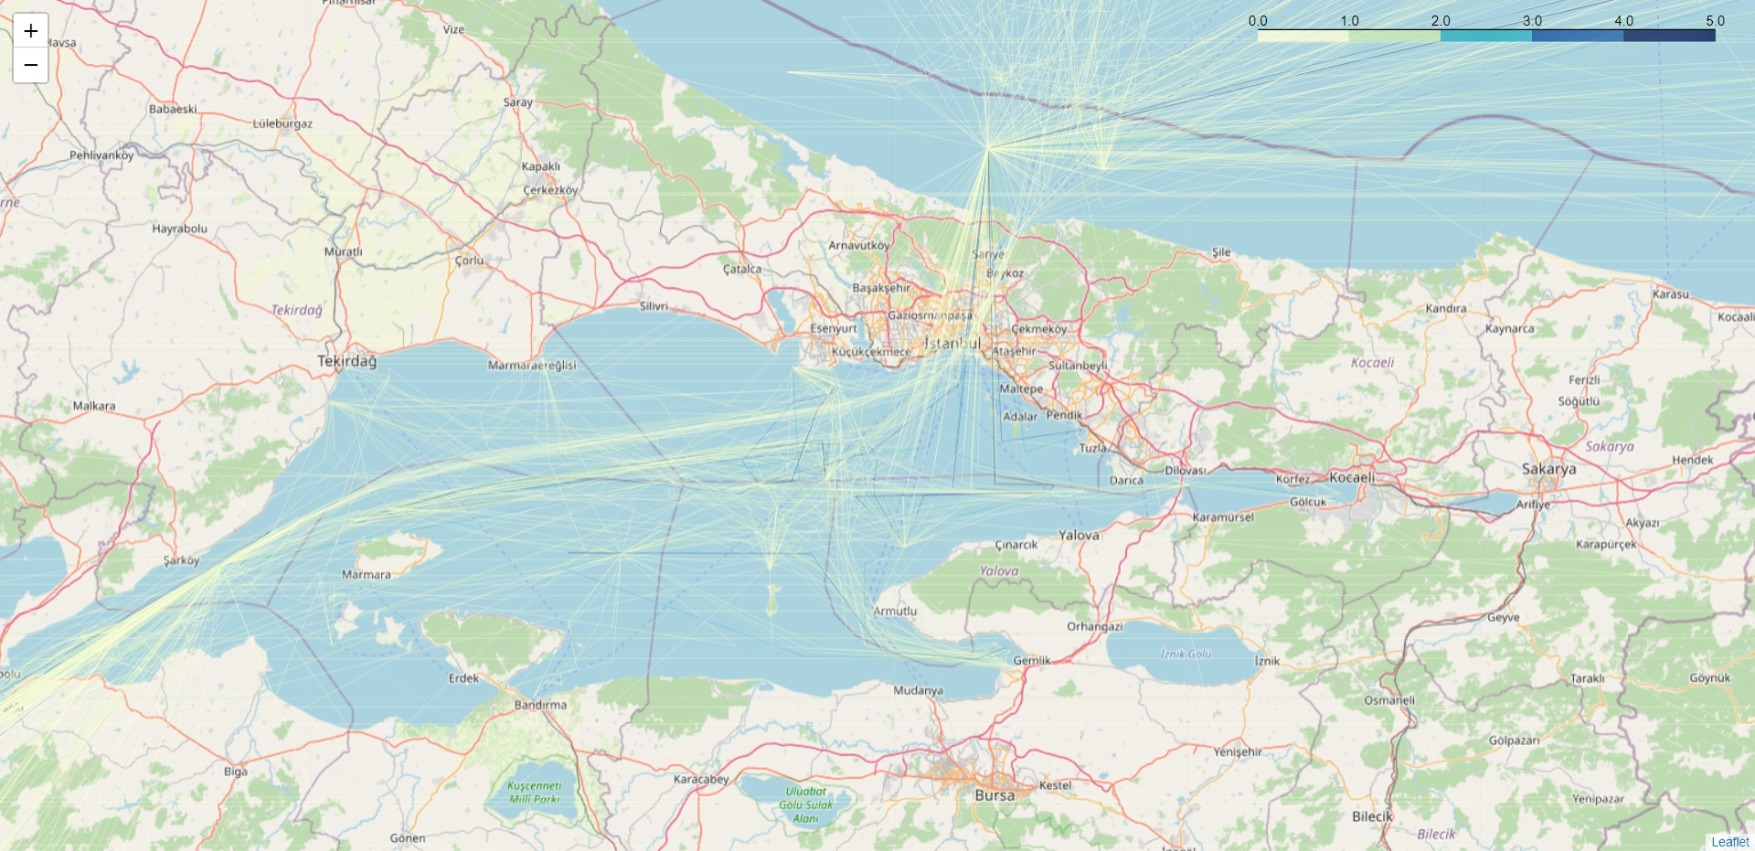 +
−
0.0 1.0 2.0 3.0 4.0 5.0
Vize
Havsa
Saray
Babaeski
Lüleburgaz
Pehlivanköy
Kapaklı
Çerkezköy
Hayrabolu
Muratlı
Çorlu
Çatalca
Arnavutköy
Sarıye
Beykoz
Şile
Başakşehir
Silivri
Tekirdağ
Gaziosmanpaşa
Esenyurt
Çekmeköy
İstanbul
Küçükçekmece
Ataşehir
Karasu
Kandıra
Kaynarca
Kocaali
Tekirdağ
Marmaraereğlisi
Sultanbeyli
Kocaeli
Ferizli
Söğütlü
Maltepe
Malkara
Adalar
Pendik
Tuzla
Sakarya
Hendek
Darıca
Dilovası
Körfez
Kocaeli
Sakarya
Gölcük
Arifiye
Karamürsel
Akyazı
Karapürçek
Yalova
Çınarcık
Yalova
Şarköy
Marmara
Armutlu
Orhangazi
Geyve
İznik Gölü
İznik
Gemlik
Erdek
Mudanya
Bandırma
Taraklı
Göynük
Osmaneli
Gölpazarı
Yenişehir
Biga
Karacabey
Kestel
Bursa
Kuşcenneti
Milli Parkı
Uluabat
Gölü Sulak
Alanı
Yenipazar
Bilecik
Bilecik
Gönen
Leaflet